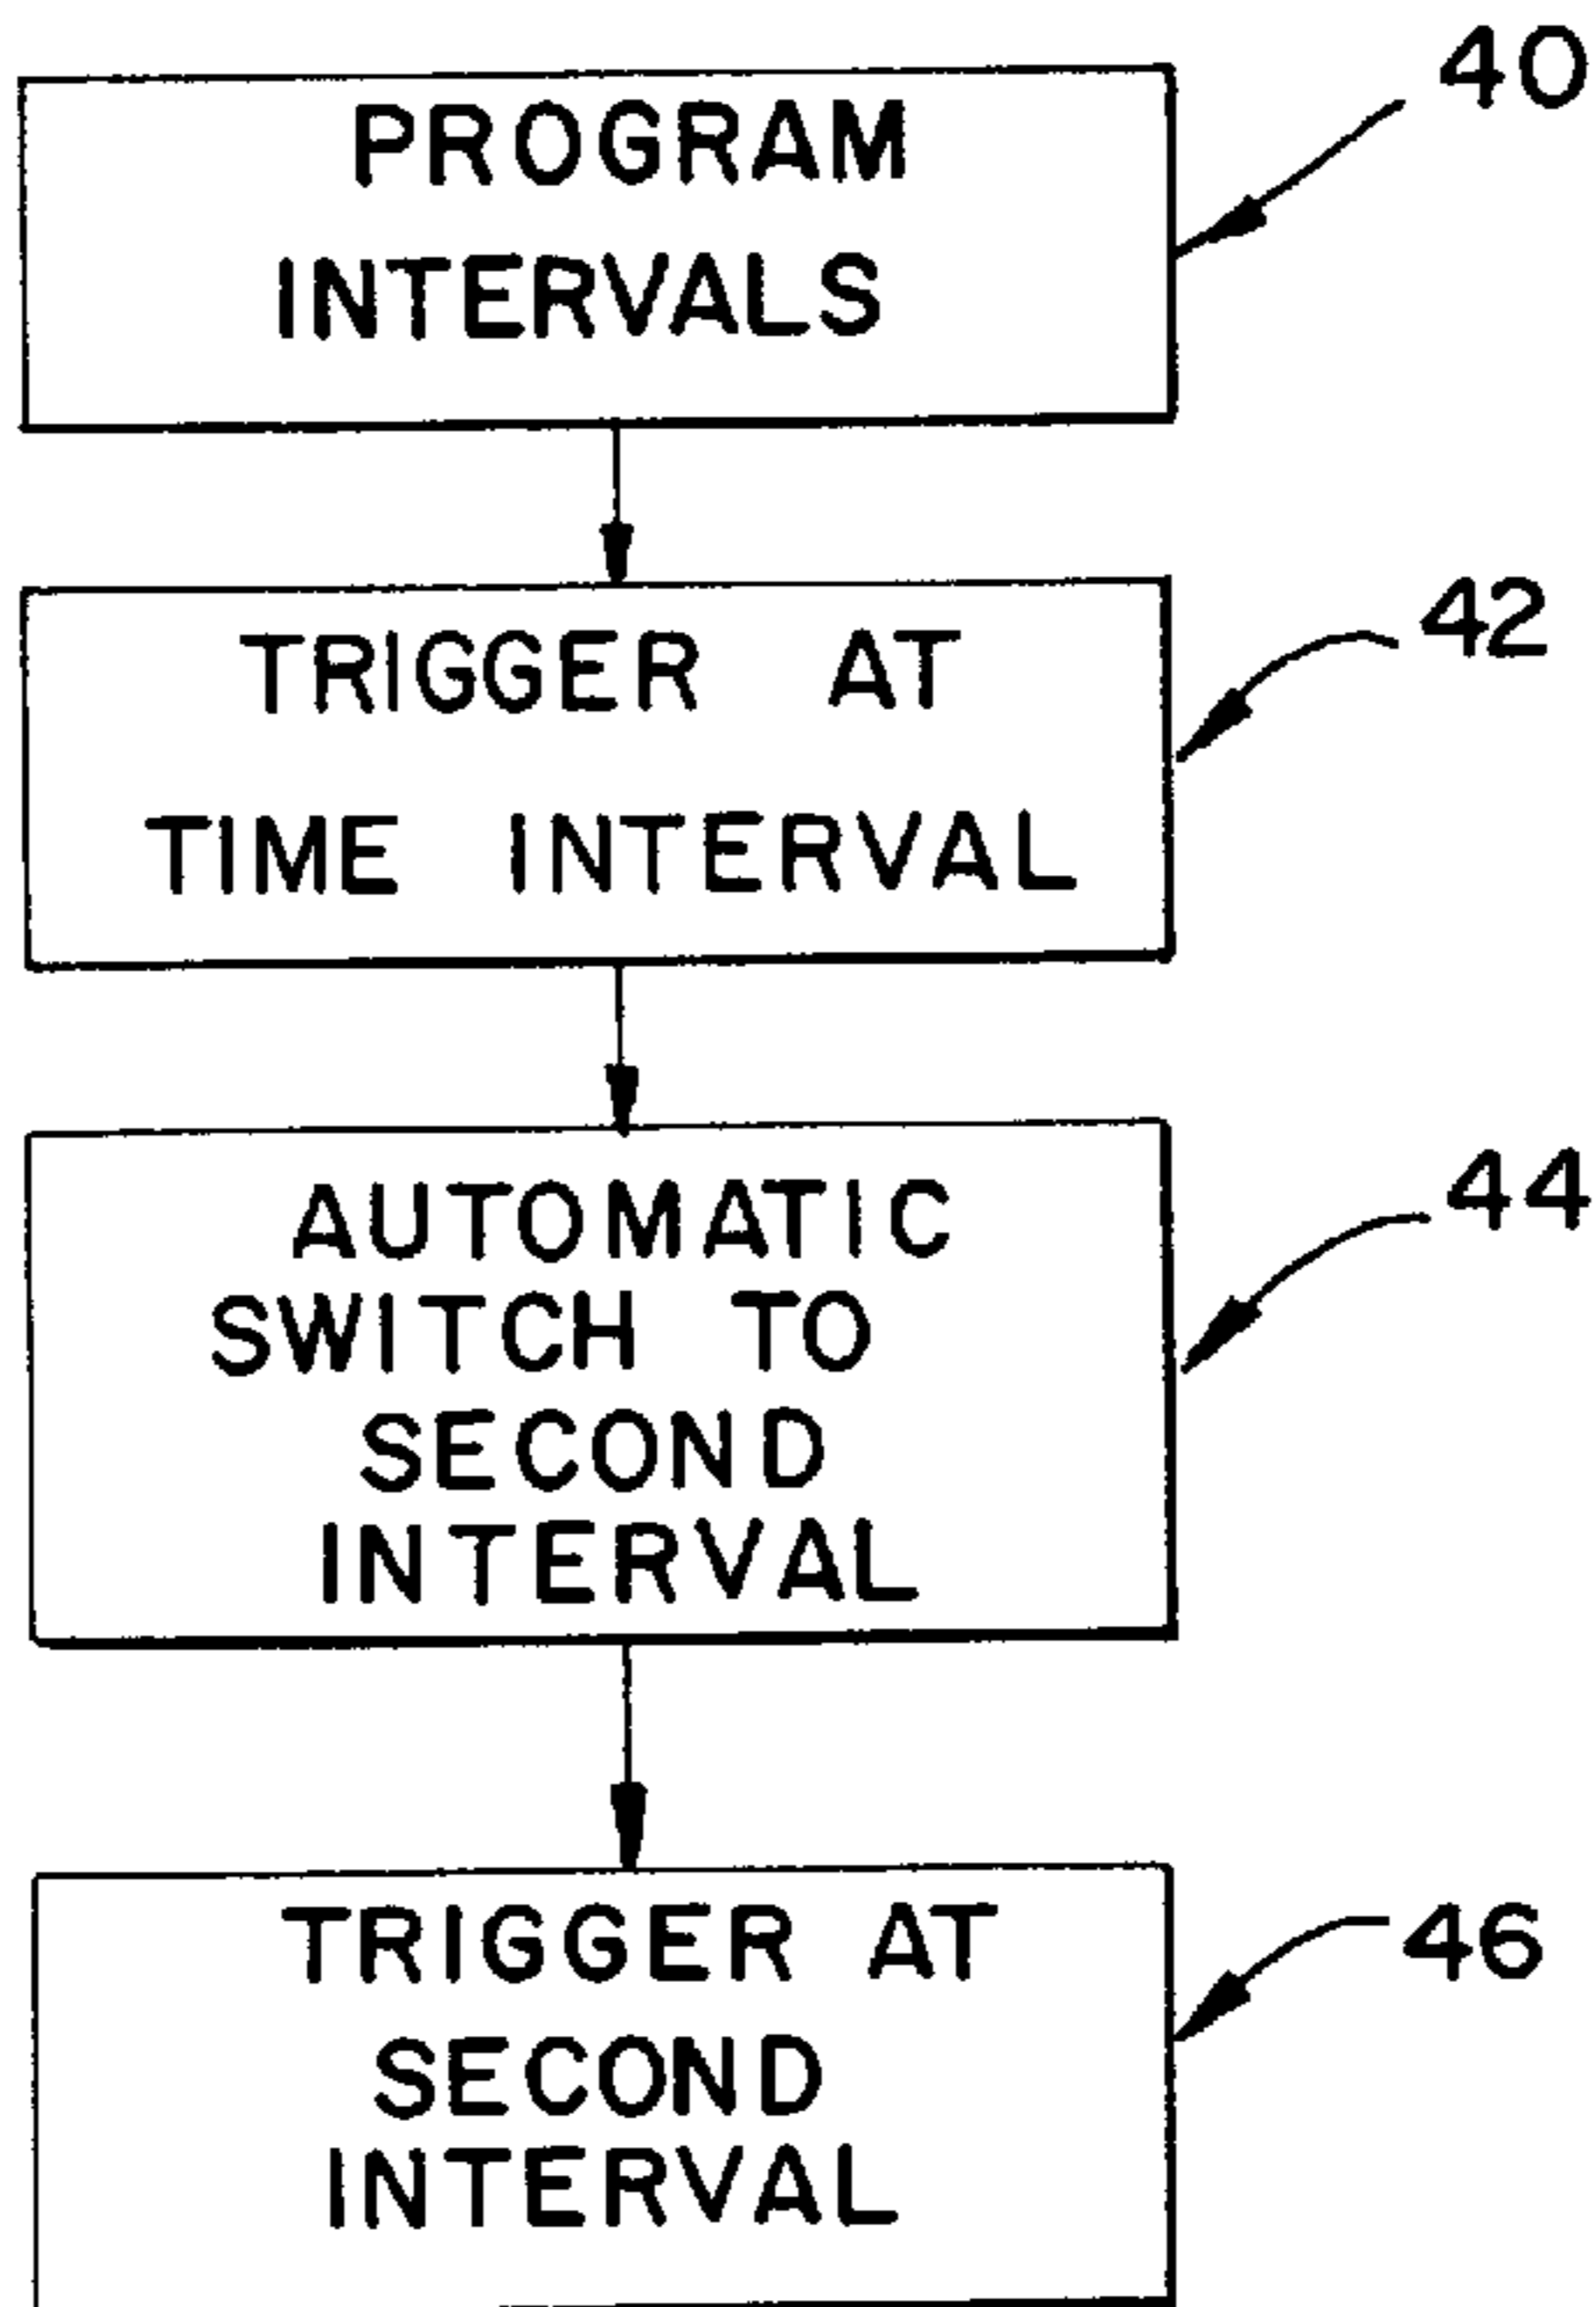 40
PROGRAM
INTERVALS
42
TRIGGER AT
TIME INTERVAL
44
AUTOMATIC
SWITCH TO
SECOND
INTERVAL
46
TRIGGER AT
SECOND
INTERVAL